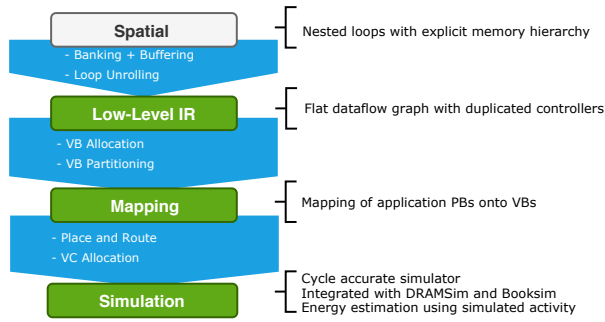 Spatial
Nested loops with explicit memory hierarchy
- Banking + Buffering
- Loop Unrolling
Low-Level IR
Flat dataflow graph with duplicated controllers
- VB Allocation
- VB Partitioning
Mapping
Mapping of application PBs onto VBs
- Place and Route
- VC Allocation
Simulation
Cycle accurate simulator
Integrated with DRAMSim and Booksim
Energy estimation using simulated activity